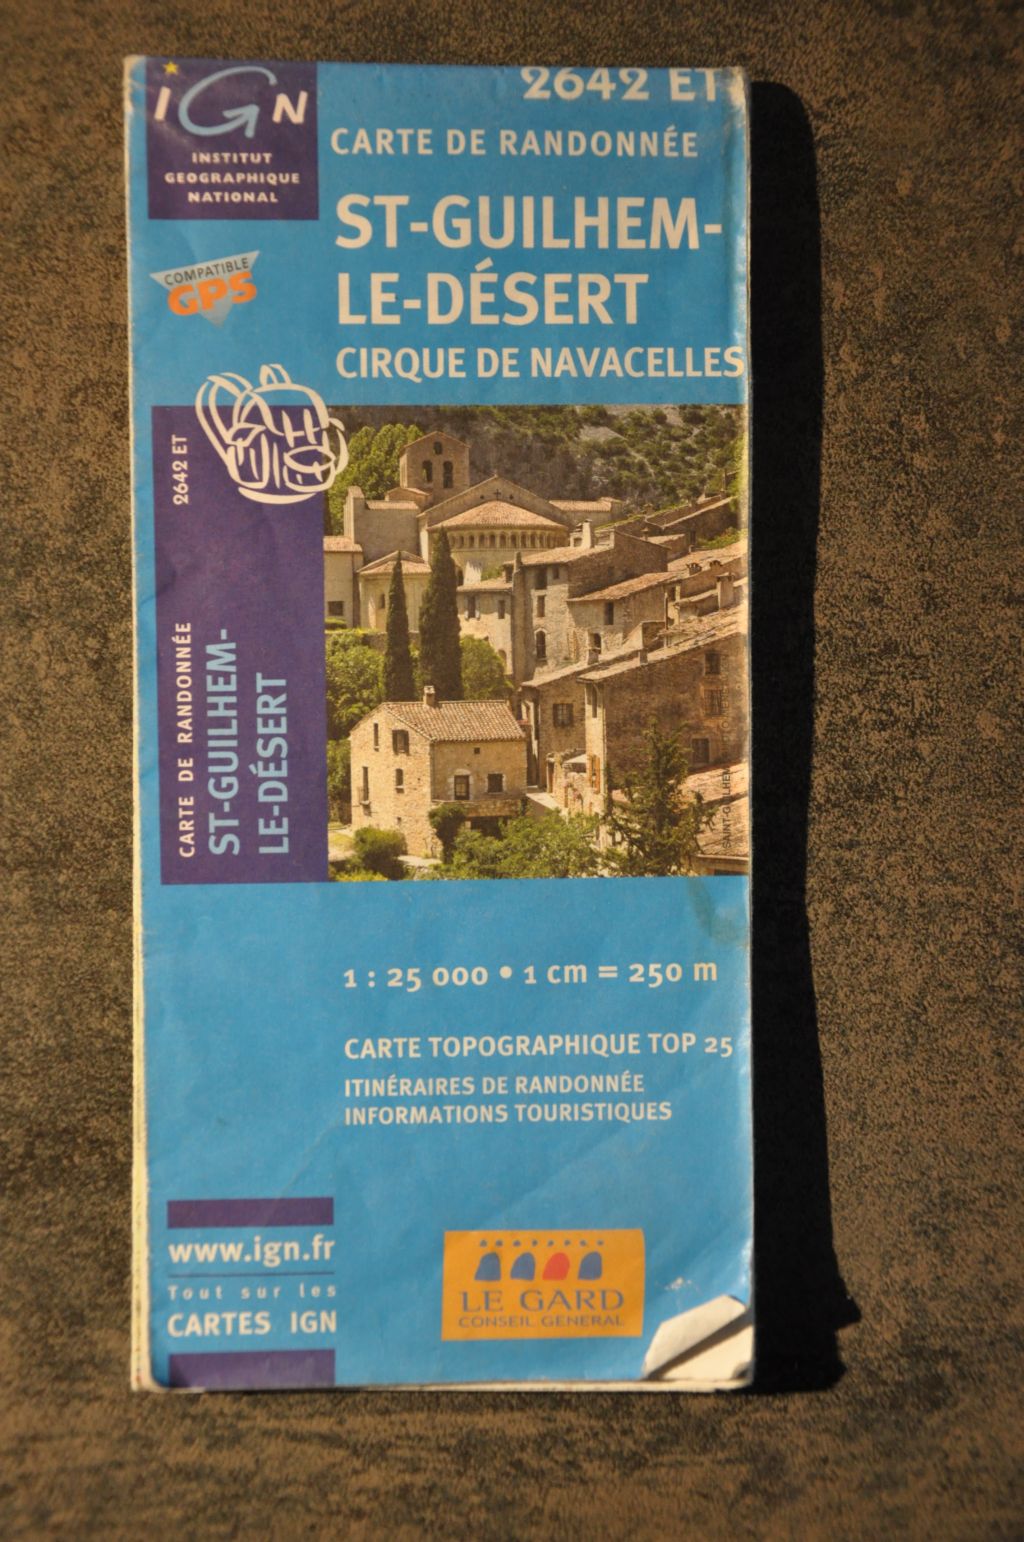 IGN
INSTITUT
GEOGRAPHIQUE
NATIONAL
2642 ET
CARTE DE RANDONNÉE
ST-GUILHEM-
LE-DÉSERT
CIRQUE DE NAVACELLES
COMPATIBLE
GPS
2642 ET
CARTE DE RANDONNÉE
ST-GUILHEM-
LE-DÉSERT
1 : 25 000 • 1 cm = 250 m
CARTE TOPOGRAPHIQUE TOP 25
ITINÉRAIRES DE RANDONNÉE
INFORMATIONS TOURISTIQUES
www.ign.fr
Tout sur les
CARTES IGN
LE GARD
CONSEIL GENERAL